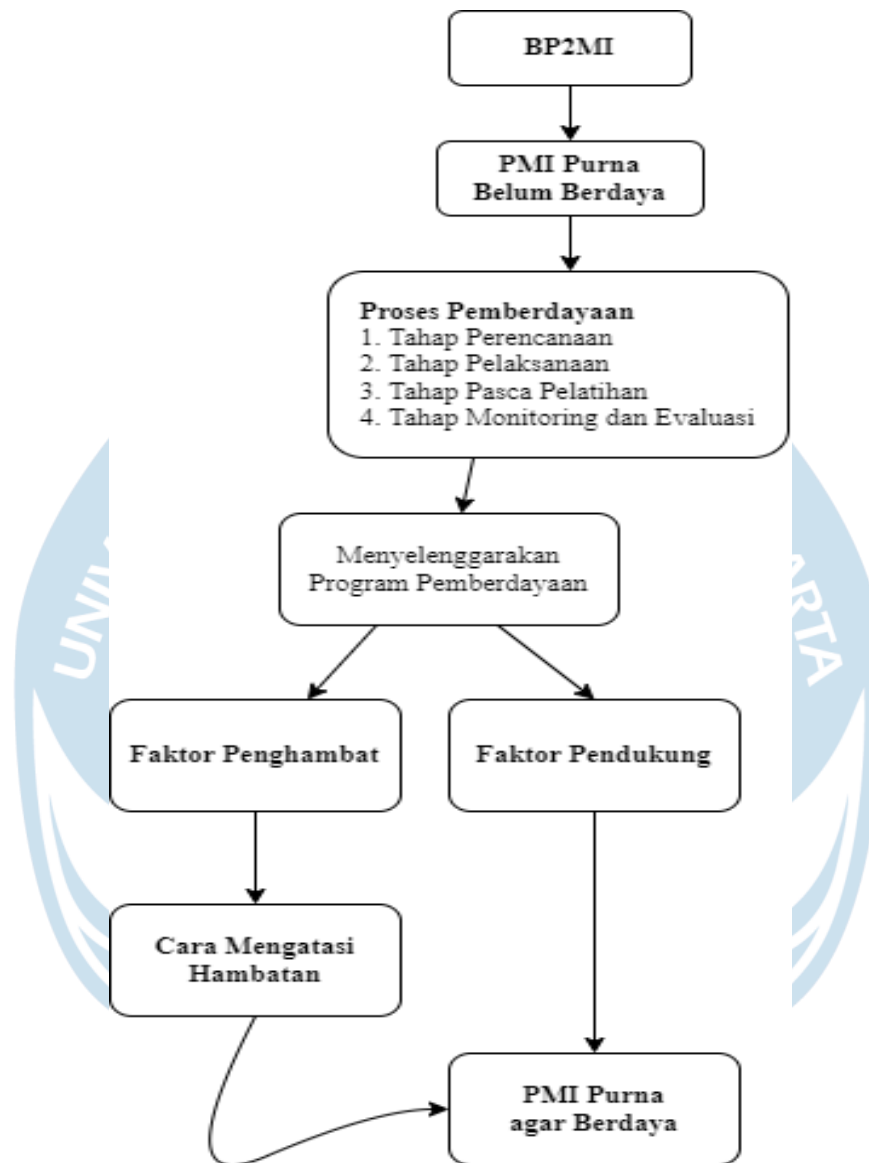 BP2MI
PMI Purna
Belum Berdaya
Proses Pemberdayaan
1. Tahap Perencanaan
2. Tahap Pelaksanaan
3. Tahap Pasca Pelatihan
4. Tahap Monitoring dan Evaluasi
Menyelenggarakan
Program Pemberdayaan
Faktor Penghambat
Faktor Pendukung
Cara Mengatasi
Hambatan
PMI Purna
agar Berdaya